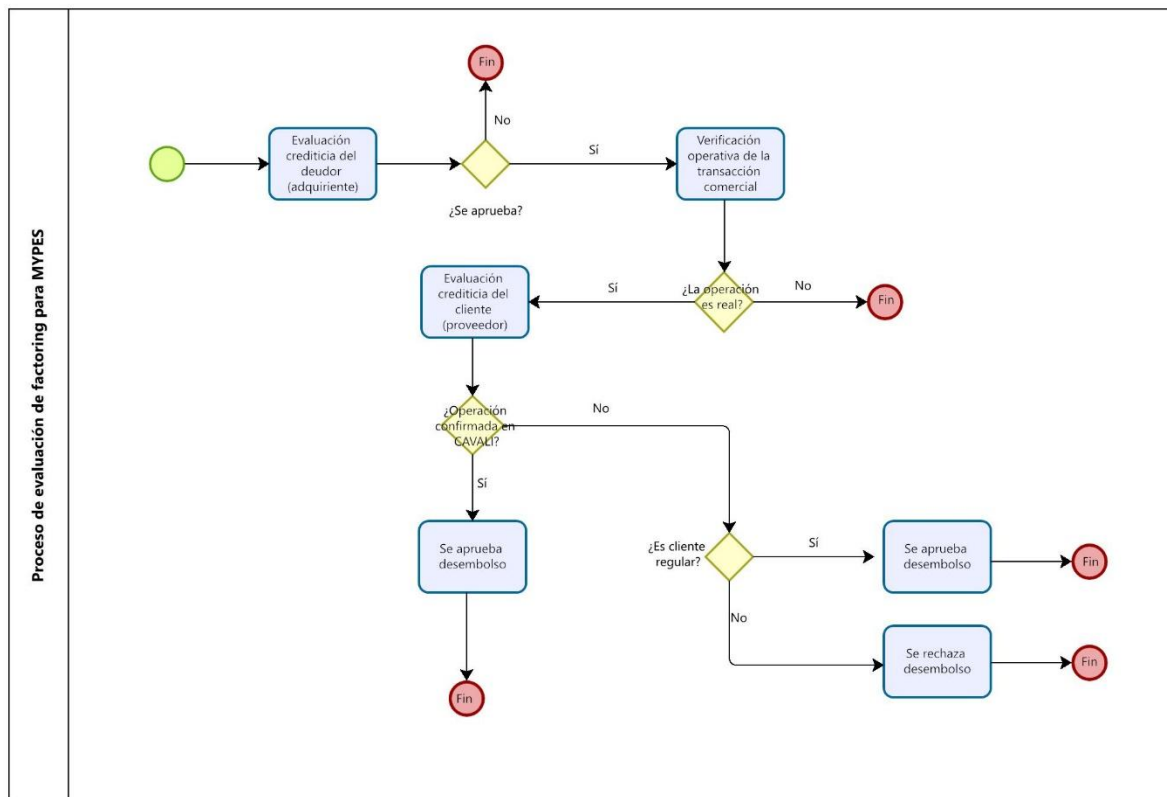 Proceso de evaluación de factoring para MYPES
Fin
No
Evaluación
crediticia del
deudor
(adquiriente)
Sí
Verificación
operativa de la
transacción
comercial
¿Se aprueba?
Evaluación
crediticia del
cliente
(proveedor)
Sí
¿La operación
es real?
No
Fin
¿Operación
confirmada en
CAVALI?
No
Sí
Se aprueba
desembolso
¿Es cliente
regular?
Sí
Se aprueba
desembolso
Fin
No
Se rechaza
desembolso
Fin
Fin